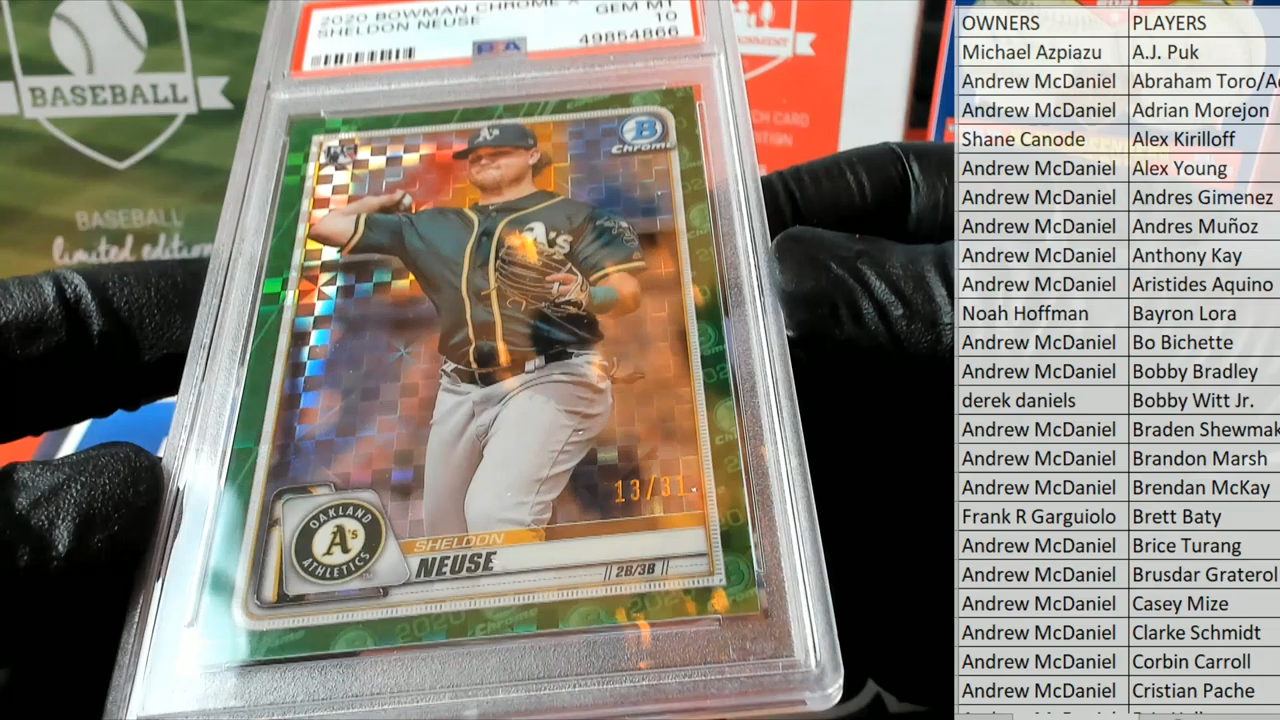 2020 BOWMAN CHROME X
SHELDON NEUSE
GEM MT
10
49854866
PSA
BASEBALL
BASEBALL
limited edition
CH CARD
DITION
A's
B
Chrome
A's
13/31
OAKLAND
A's
ATHLETICS
TM
SHELDON
NEUSE
2B/3B
OWNERS PLAYERS
Michael Azpiazu A.J. Puk
Andrew McDaniel Abraham Toro/A
Andrew McDaniel Adrian Morejon
Shane Canode Alex Kirilloff
Andrew McDaniel Alex Young
Andrew McDaniel Andres Gimenez
Andrew McDaniel Andres Muñoz
Andrew McDaniel Anthony Kay
Andrew McDaniel Aristides Aquino
Noah Hoffman Bayron Lora
Andrew McDaniel Bo Bichette
Andrew McDaniel Bobby Bradley
derek daniels Bobby Witt Jr.
Andrew McDaniel Braden Shewmak
Andrew McDaniel Brandon Marsh
Andrew McDaniel Brendan McKay
Frank R Garguiolo Brett Baty
Andrew McDaniel Brice Turang
Andrew McDaniel Brusdar Graterol
Andrew McDaniel Casey Mize
Andrew McDaniel Clarke Schmidt
Andrew McDaniel Corbin Carroll
Andrew McDaniel Cristian Pache